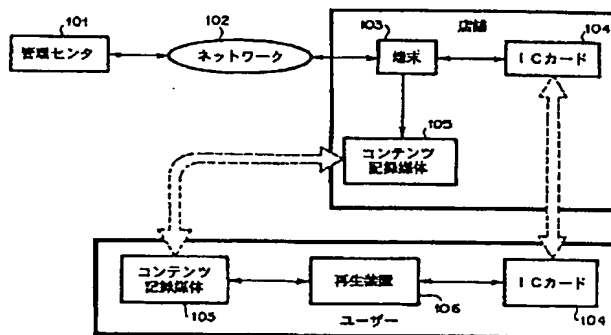 101
管理センタ
102
ネットワーク
店舗
103
端末
104
ICカード
105
コンテンツ
記録媒体
コンテンツ
記録媒体
105
再生装置
106
ICカード
104
ユーザー